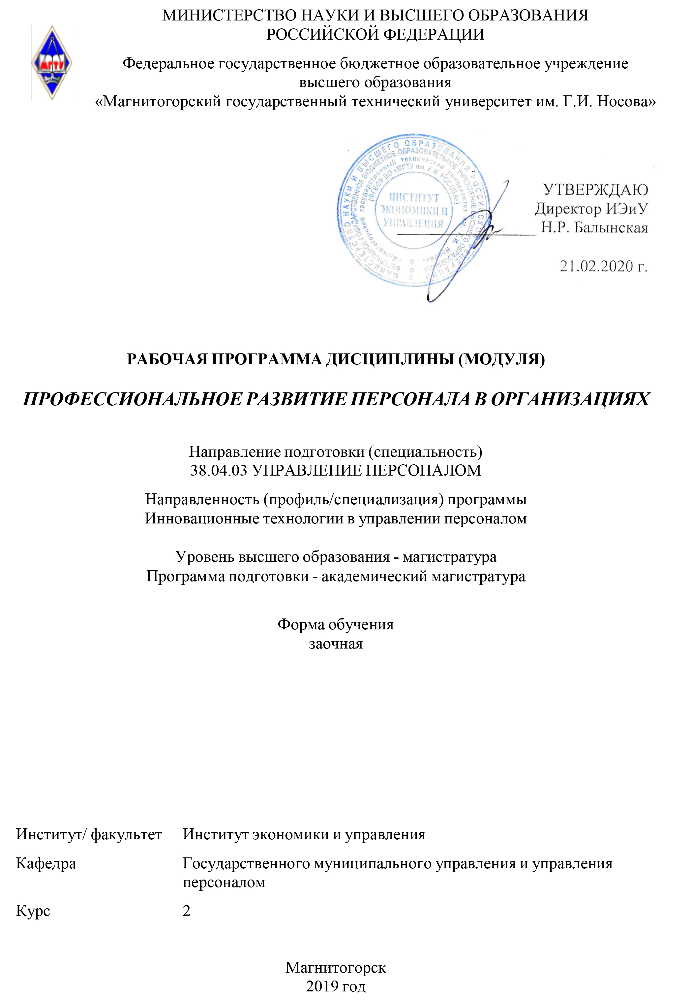 МИНИСТЕРСТВО НАУКИ И ВЫСШЕГО ОБРАЗОВАНИЯ
РОССИЙСКОЙ ФЕДЕРАЦИИ
МГТУ
Федеральное государственное бюджетное образовательное учреждение
высшего образования
«Магнитогорский государственный технический университет им. Г.И. Носова»
МИНИСТЕРСТВО НАУКИ И ВЫСШЕГО ОБРАЗОВАНИЯ РОССИЙСКОЙ ФЕДЕРАЦИИ
ФЕДЕРАЛЬНОЕ ГОСУДАРСТВЕННОЕ БЮДЖЕТНОЕ ОБРАЗОВАТЕЛЬНОЕ УЧРЕЖДЕНИЕ ВЫСШЕГО ОБРАЗОВАНИЯ
«Магнитогорский государственный технический университет им. Г.И. Носова»
(ФГБОУ ВО «МГТУ им. Г.И. НОСОВА»)
ИНСТИТУТ
ЭКОНОМИКИ И
УПРАВЛЕНИЯ
УТВЕРЖДАЮ
Директор ИЭиУ
Н.Р. Балынская
21.02.2020 г.
РАБОЧАЯ ПРОГРАММА ДИСЦИПЛИНЫ (МОДУЛЯ)
ПРОФЕССИОНАЛЬНОЕ РАЗВИТИЕ ПЕРСОНАЛА В ОРГАНИЗАЦИЯХ
Направление подготовки (специальность)
38.04.03 УПРАВЛЕНИЕ ПЕРСОНАЛОМ
Направленность (профиль/специализация) программы
Инновационные технологии в управлении персоналом
Уровень высшего образования - магистратура
Программа подготовки - академический магистратура
Форма обучения
заочная
Институт/ факультет Институт экономики и управления
Кафедра Государственного муниципального управления и управления
персоналом
Курс 2
Магнитогорск
2019 год